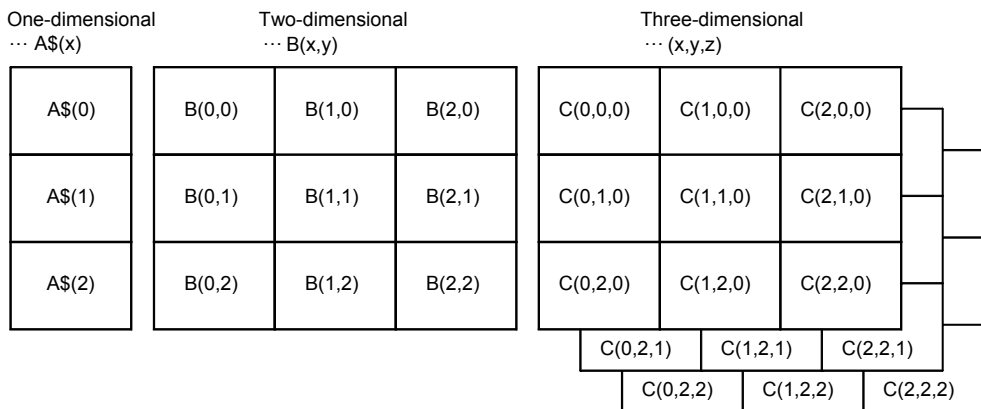 One-dimensional
··· A$(x)
Two-dimensional
··· B(x,y)
Three-dimensional
··· (x,y,z)
A$(0)
A$(1)
A$(2)
B(0,0) B(1,0) B(2,0)
B(0,1) B(1,1) B(2,1)
B(0,2) B(1,2) B(2,2)
C(0,0,0) C(1,0,0) C(2,0,0)
C(0,1,0) C(1,1,0) C(2,1,0)
C(0,2,0) C(1,2,0) C(2,2,0)
C(0,2,1) C(1,2,1) C(2,2,1)
C(0,2,2) C(1,2,2) C(2,2,2)